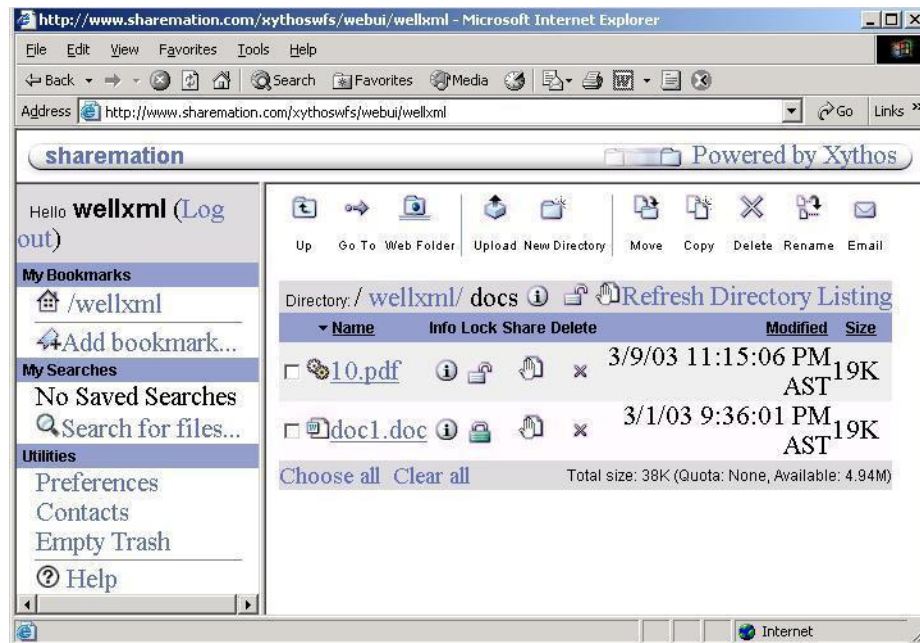 http://www.sharemation.com/xythoswfs/webui/wellxml - Microsoft Internet Explorer
File Edit View Favorites Tools Help
Back Search Favorites Media
Address http://www.sharemation.com/xythoswfs/webui/wellxml Go Links »
sharemation Powered by Xythos
Hello wellxml (Log out)
My Bookmarks
/wellxml
Add bookmark...
My Searches
No Saved Searches
Search for files...
Utilities
Preferences
Contacts
Empty Trash
Help
Up Go To Web Folder Upload New Directory Move Copy Delete Rename Email
Directory: / wellxml/ docs Refresh Directory Listing
Name Info Lock Share Delete Modified Size
10.pdf 3/9/03 11:15:06 PM AST 19K
doc1.doc 3/1/03 9:36:01 PM AST 19K
Choose all Clear all Total size: 38K (Quota: None, Available: 4.94M)
Internet